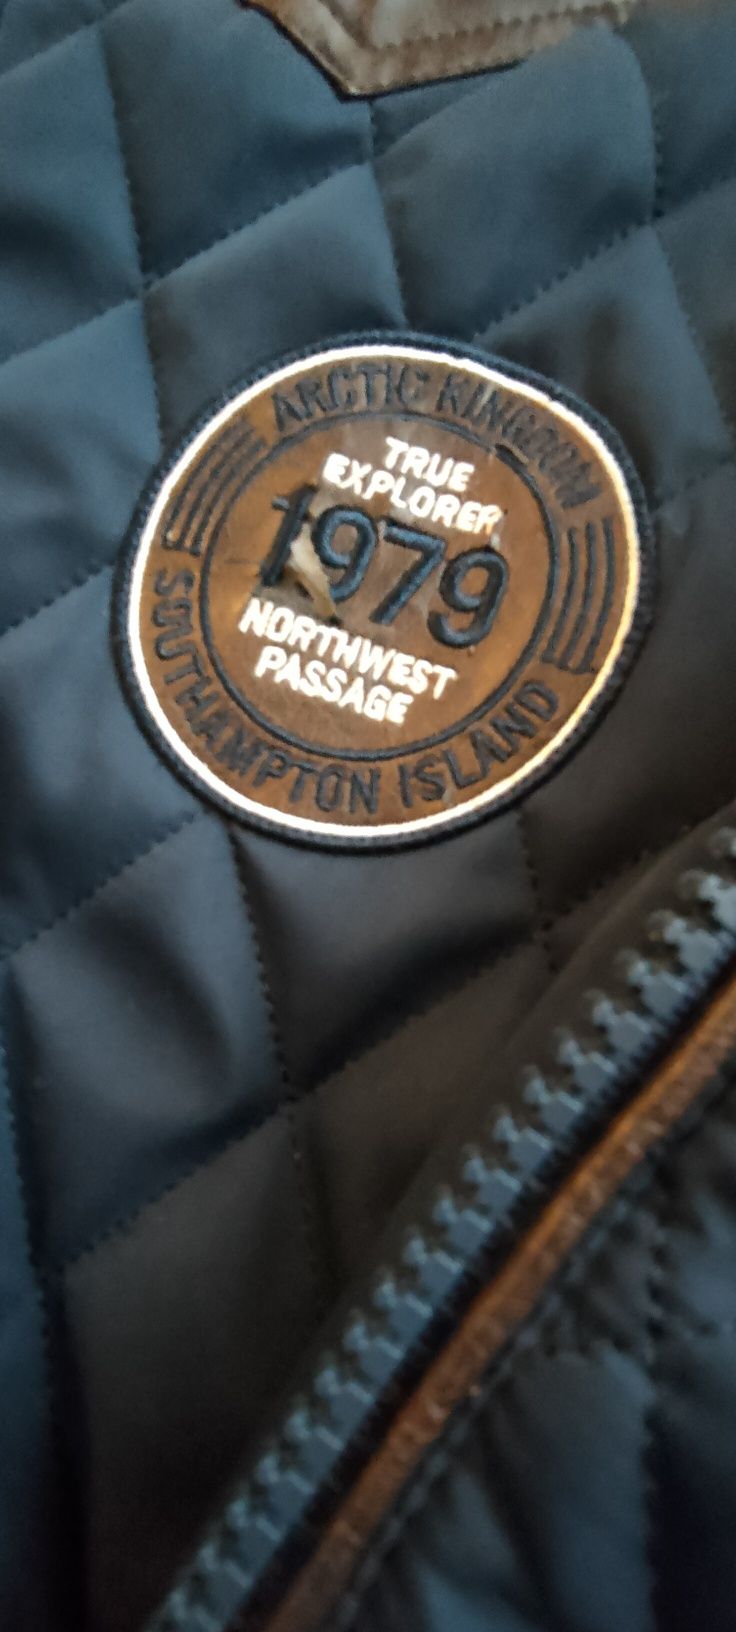 ARCTIC KINGDOM
TRUE
EXPLORER
1979
NORTHWEST
PASSAGE
SOUTHAMPTON ISLAND